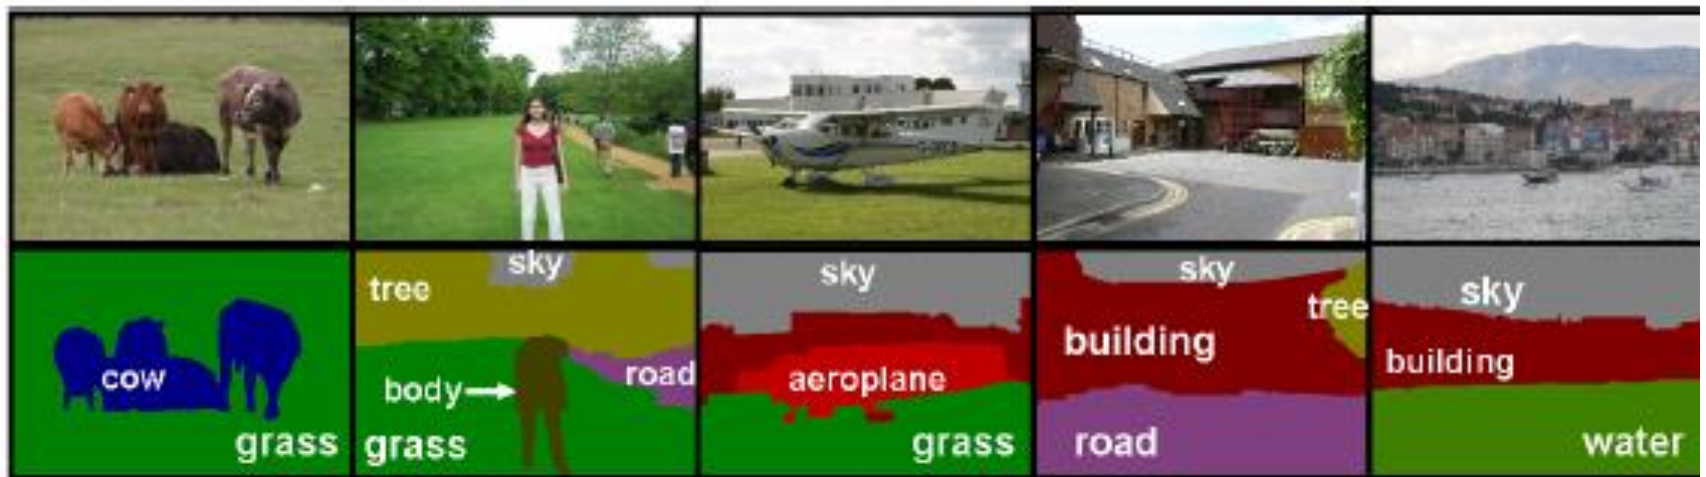 cow
grass
sky
tree
body
road
grass
sky
aeroplane
grass
sky
tree
building
road
sky
building
water